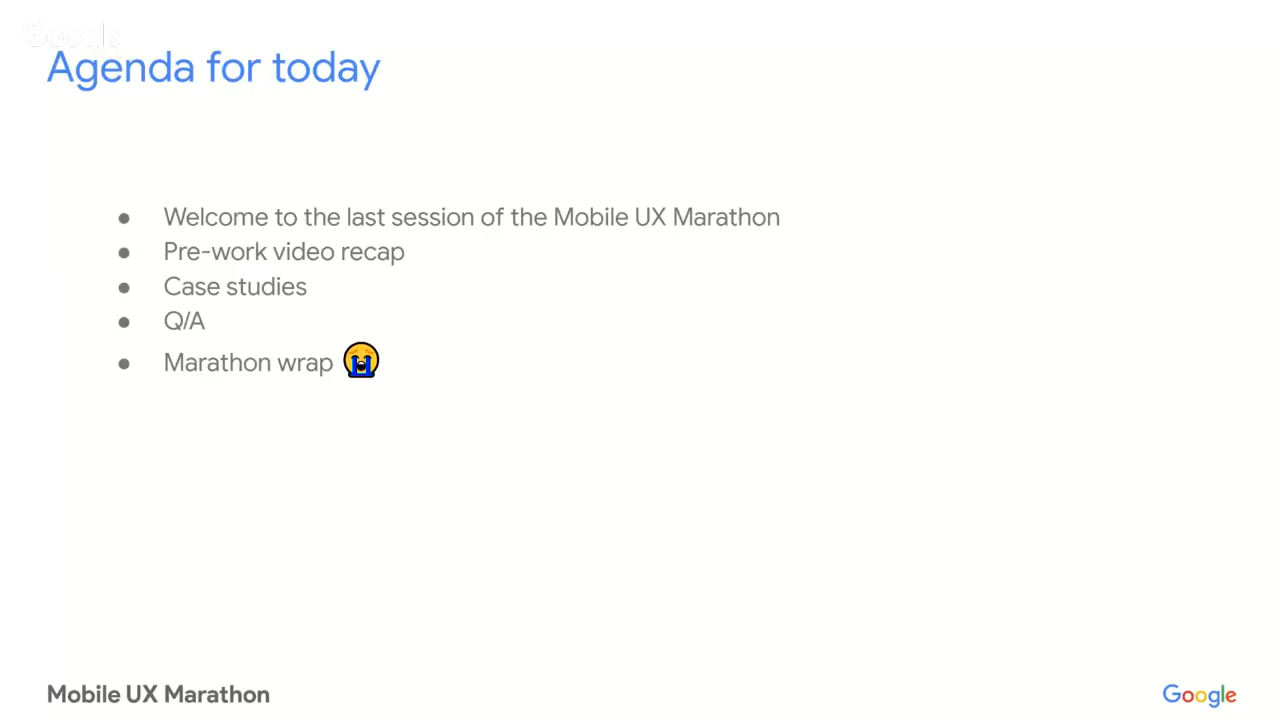 Google
Agenda for today
● Welcome to the last session of the Mobile UX Marathon
● Pre-work video recap
● Case studies
● Q/A
● Marathon wrap 😭
Mobile UX Marathon
Google